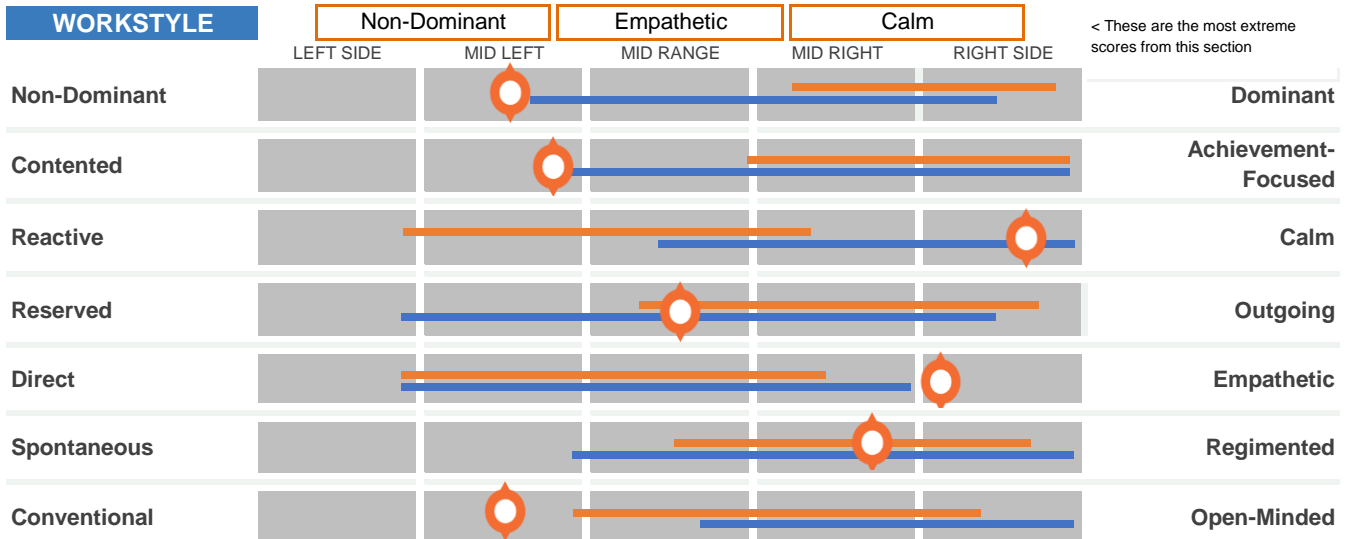 WORKSTYLE
Non-Dominant
Empathetic
Calm
< These are the most extreme
scores from this section
LEFT SIDE
MID LEFT
MID RANGE
MID RIGHT
RIGHT SIDE
Non-Dominant
Dominant
Contented
Achievement-
Focused
Reactive
Calm
Reserved
Outgoing
Direct
Empathetic
Spontaneous
Regimented
Conventional
Open-Minded